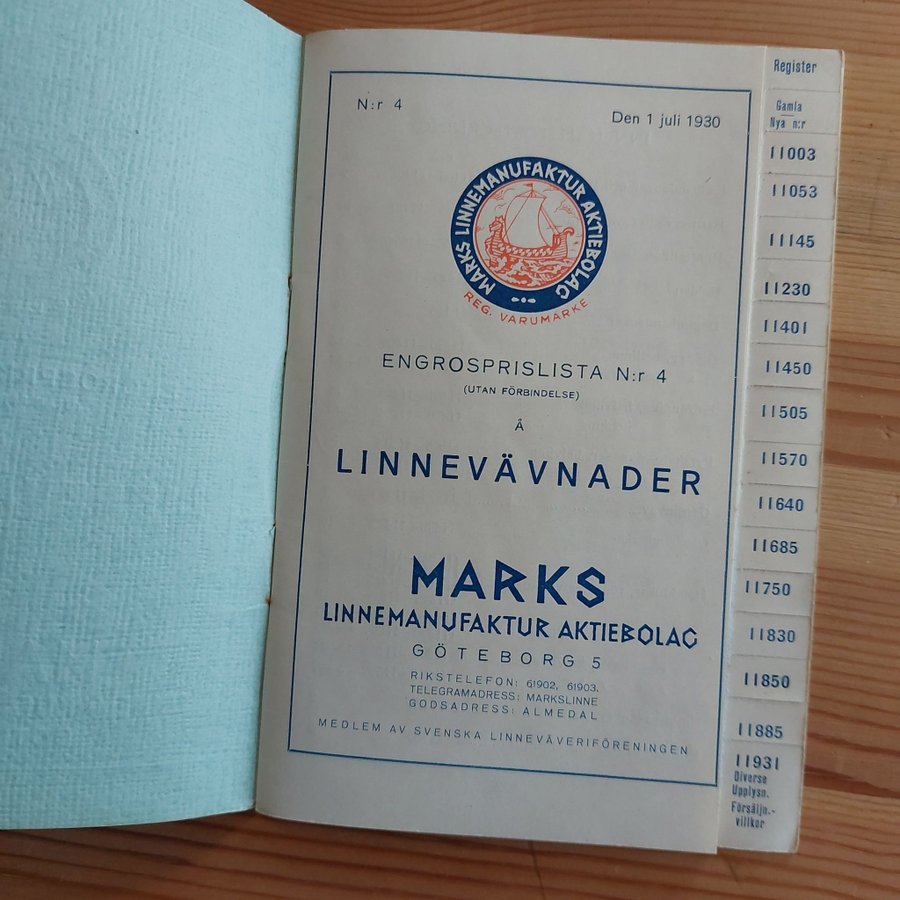 N:r 4
Den 1 juli 1930
MARKS LINNEMANUFAKTUR AKTIEBOLAG
REG. VARUMARKE
ENGROSPRISLISTA N:r 4
(UTAN FÖRBINDELSE)
Å
LINNEVÄVNADER
MARKS
LINNEMANUFAKTUR AKTIEBOLAG
GÖTEBORG 5
RIKSTELEFON: 61902, 61903.
TELEGRAMADRESS: MARKSLINNE
GODSADRESS: ALMEDAL
MEDLEM AV SVENSKA LINNEVÄVERIFÖRENINGEN
Register
Gamla
Nya n:r
11003
11053
11145
11230
11401
11450
11505
11570
11640
11685
11750
11830
11850
11885
11931
Diverse
Upplysn.
Försäljn.-
villkor